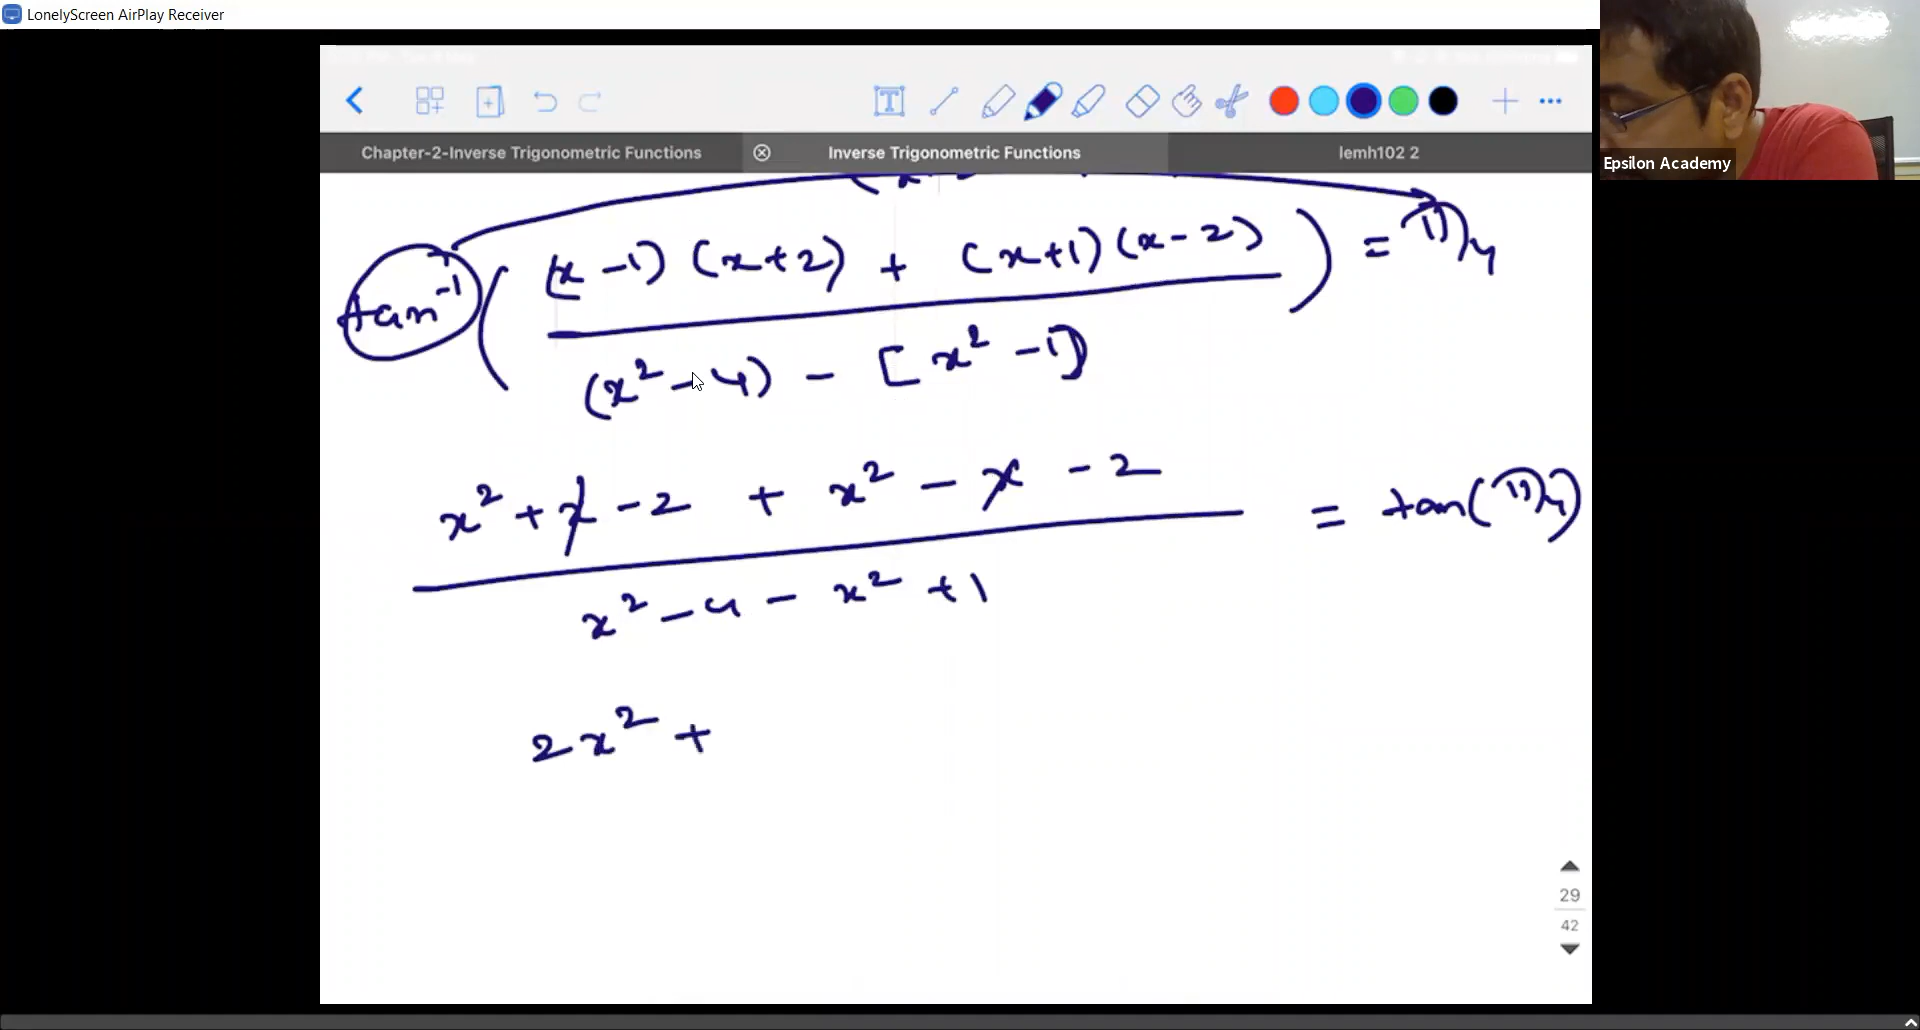 LonelyScreen AirPlay Receiver
Epsilon Academy
Chapter-2-Inverse Trigonometric Functions
Inverse Trigonometric Functions
lemh102 2
tan⁻¹( ((x-1)(x+2) + (x+1)(x-2)) / ((x²-4) - [x²-1]) ) = π/4
(x² + x - 2 + x² - x - 2) / (x² - 4 - x² + 1) = tan(π/4)
2x² +
29
42